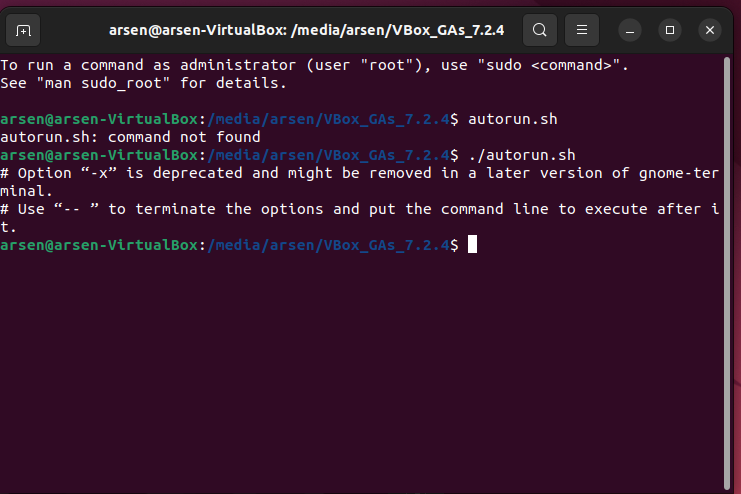 arsen@arsen-VirtualBox: /media/arsen/VBox_GAs_7.2.4
To run a command as administrator (user "root"), use "sudo <command>".
See "man sudo_root" for details.
arsen@arsen-VirtualBox:/media/arsen/VBox_GAs_7.2.4$ autorun.sh
autorun.sh: command not found
arsen@arsen-VirtualBox:/media/arsen/VBox_GAs_7.2.4$ ./autorun.sh
# Option “-x” is deprecated and might be removed in a later version of gnome-ter
minal.
# Use “-- ” to terminate the options and put the command line to execute after i
t.
arsen@arsen-VirtualBox:/media/arsen/VBox_GAs_7.2.4$